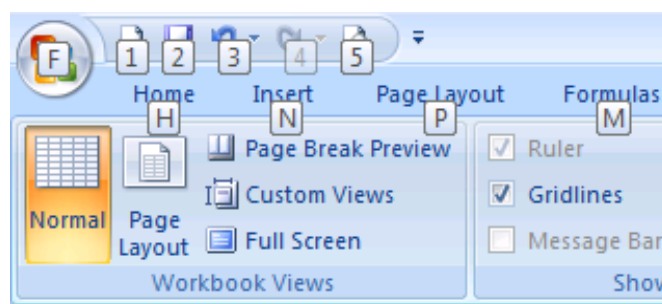 F 1 2 3 4 5
Home Insert Page Layout Formulas
H N P M
Normal
Page Layout
Page Break Preview
Custom Views
Full Screen
Workbook Views
Ruler
Gridlines
Message Bar
Show